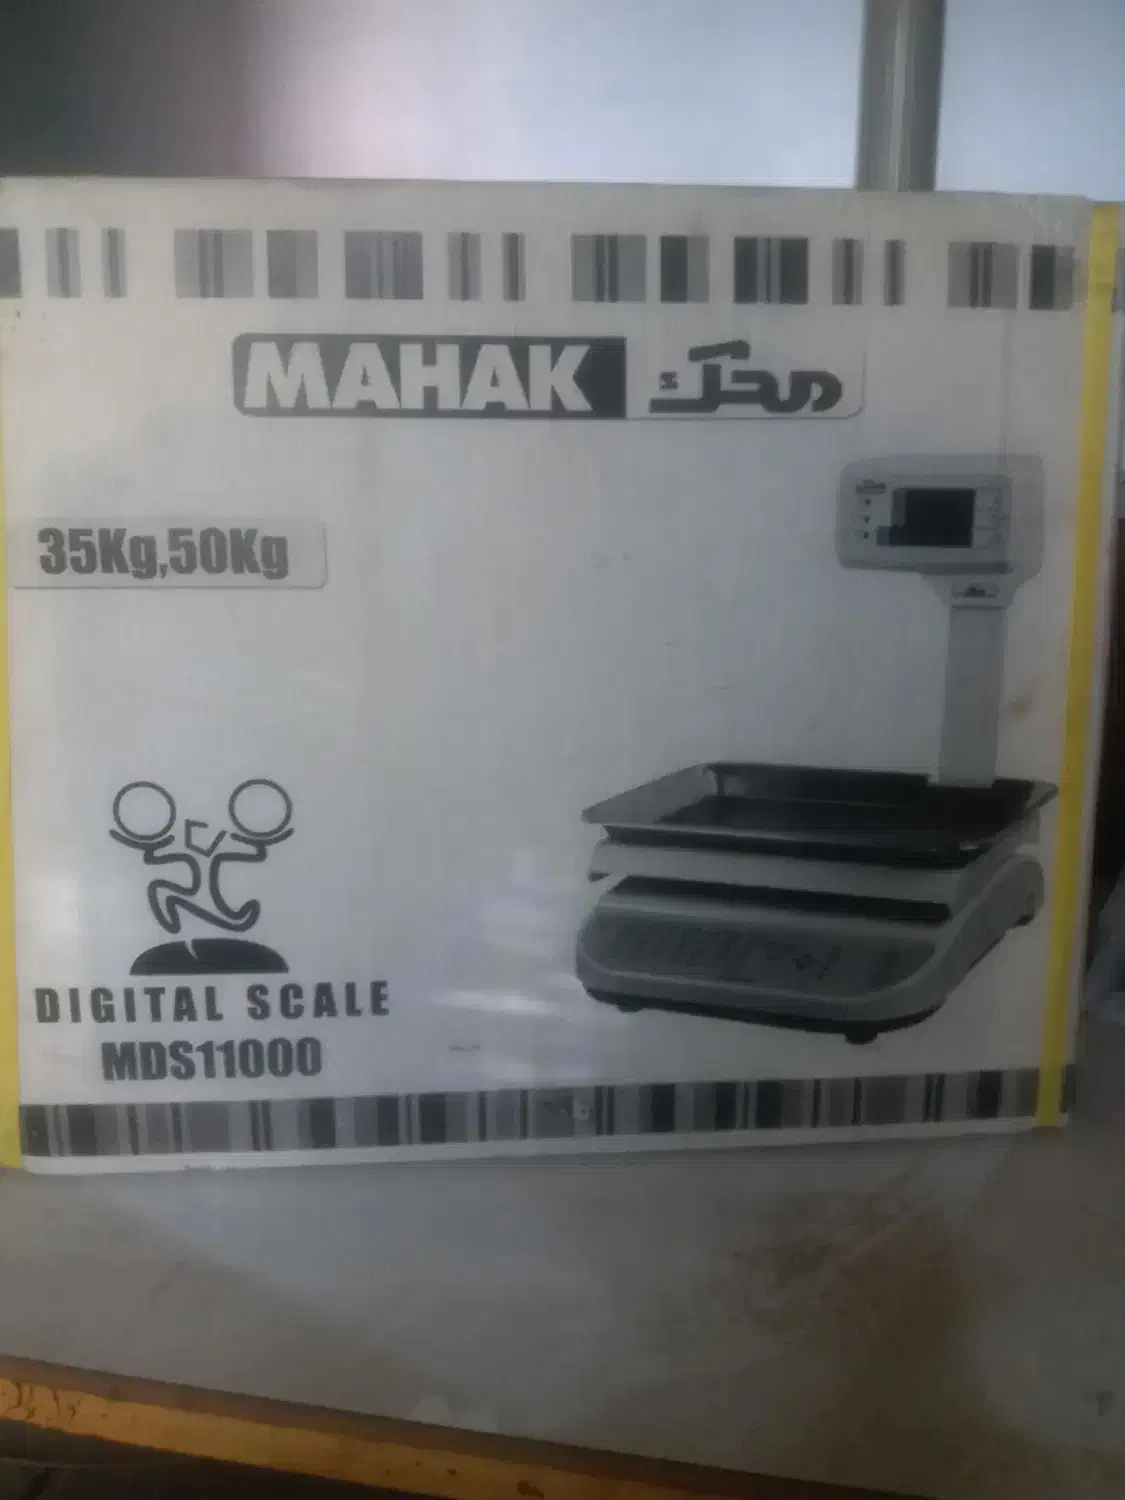 MAHAK محک
35Kg,50Kg
DIGITAL SCALE
MDS11000